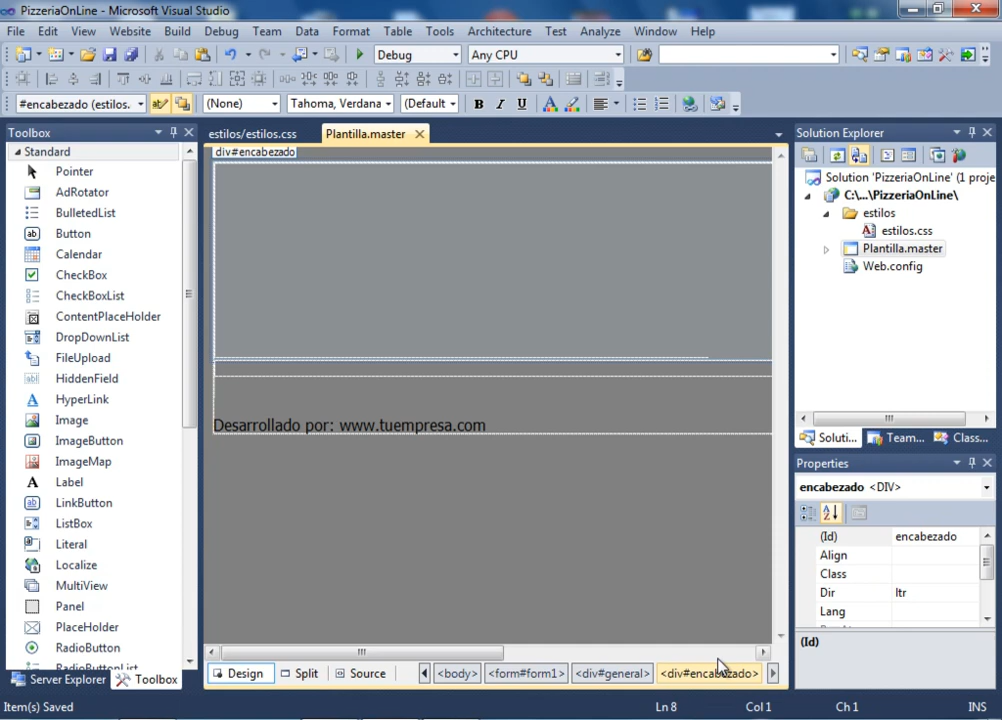 PizzeriaOnLine - Microsoft Visual Studio
File Edit View Website Build Debug Team Data Format Table Tools Architecture Test Analyze Window Help
Debug Any CPU
#encabezado (estilos. (None) Tahoma, Verdana (Default B I U A
Toolbox
Standard
Pointer
AdRotator
BulletedList
Button
Calendar
CheckBox
CheckBoxList
ContentPlaceHolder
DropDownList
FileUpload
HiddenField
HyperLink
Image
ImageButton
ImageMap
Label
LinkButton
ListBox
Literal
Localize
MultiView
Panel
PlaceHolder
RadioButton
RadioButtonList
Server Explorer Toolbox
estilos/estilos.css Plantilla.master
div#encabezado
Desarrollado por: www.tuempresa.com
Design Split Source <body> <form#form1> <div#general> <div#encabezado>
Solution Explorer
Solution 'PizzeriaOnLine' (1 proje
C:\...\PizzeriaOnLine\
estilos
estilos.css
Plantilla.master
Web.config
Soluti... Team... Class...
Properties
encabezado <DIV>
(Id) encabezado
Align
Class
Dir ltr
Lang
(Id)
Item(s) Saved Ln 8 Col 1 Ch 1 INS